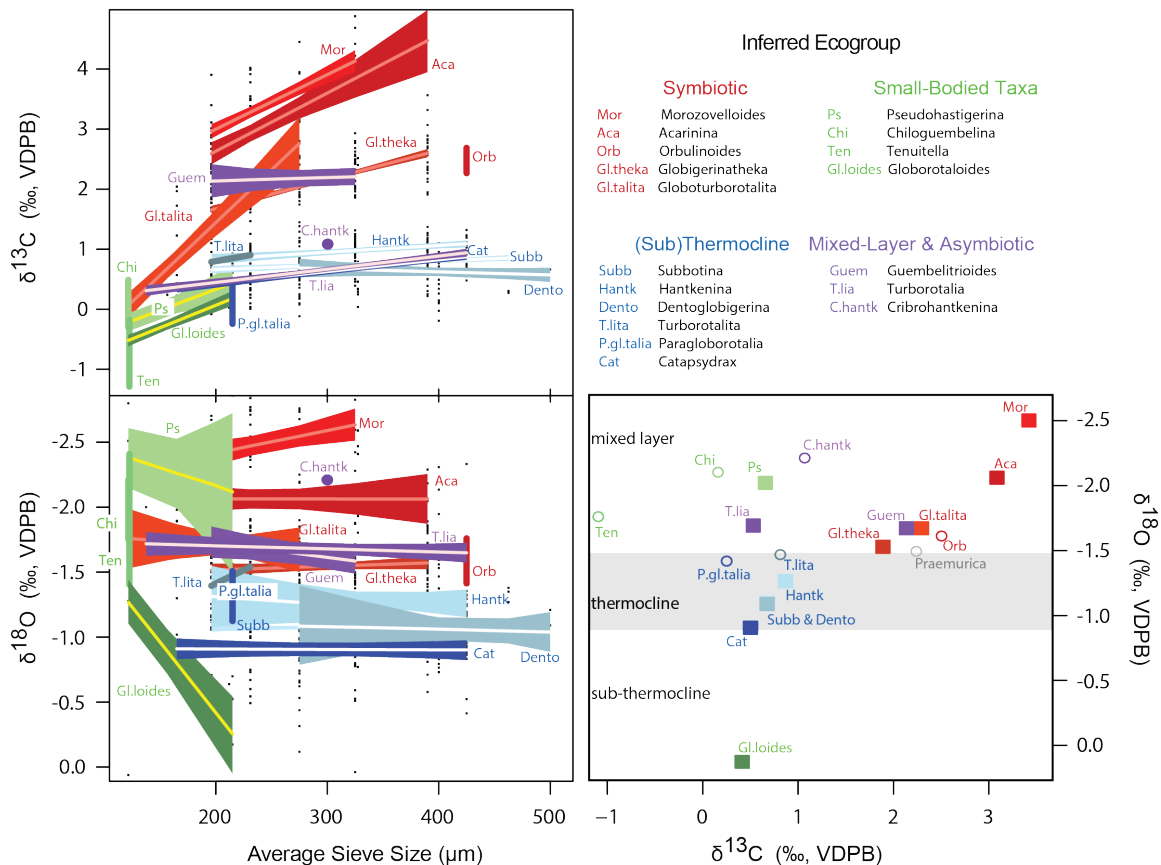 δ13C (‰, VDPB)
4
3
2
1
0
-1
Mor
Aca
Gl.theka
Orb
Guem
Gl.talita
C.hantk
Hantk
T.lita
Cat
Subb
T.lia
Dento
Chi
Ps
P.gl.talia
Gl.loides
Ten
Inferred Ecogroup
Symbiotic
Mor Morozovelloides
Aca Acarinina
Orb Orbulinoides
Gl.theka Globigerinatheka
Gl.talita Globoturborotalita
Small-Bodied Taxa
Ps Pseudohastigerina
Chi Chiloguembelina
Ten Tenuitella
Gl.loides Globorotaloides
(Sub)Thermocline
Subb Subbotina
Hantk Hantkenina
Dento Dentoglobigerina
T.lita Turborotalita
P.gl.talia Paragloborotalia
Cat Catapsydrax
Mixed-Layer & Asymbiotic
Guem Guembelitrioides
T.lia Turborotalia
C.hantk Cribrohantkenina
δ18O (‰, VDPB)
-2.5
-2.0
-1.5
-1.0
-0.5
0.0
Ps
Mor
C.hantk
Aca
Chi
Gl.talita
T.lia
Ten
T.lita
Guem
Gl.theka
Orb
P.gl.talia
Hantk
Subb
Cat
Dento
Gl.loides
200
300
400
500
Average Sieve Size (μm)
Mor
mixed layer
C.hantk
Chi
Ps
Aca
T.lia
Guem
Gl.talita
Ten
Gl.theka
Orb
Praemurica
P.gl.talia
T.lita
Hantk
thermocline
Subb & Dento
Cat
sub-thermocline
Gl.loides
-2.5
-2.0
-1.5
-1.0
-0.5
0.0
δ18O (‰, VDPB)
−1
0
1
2
3
δ13C (‰, VDPB)